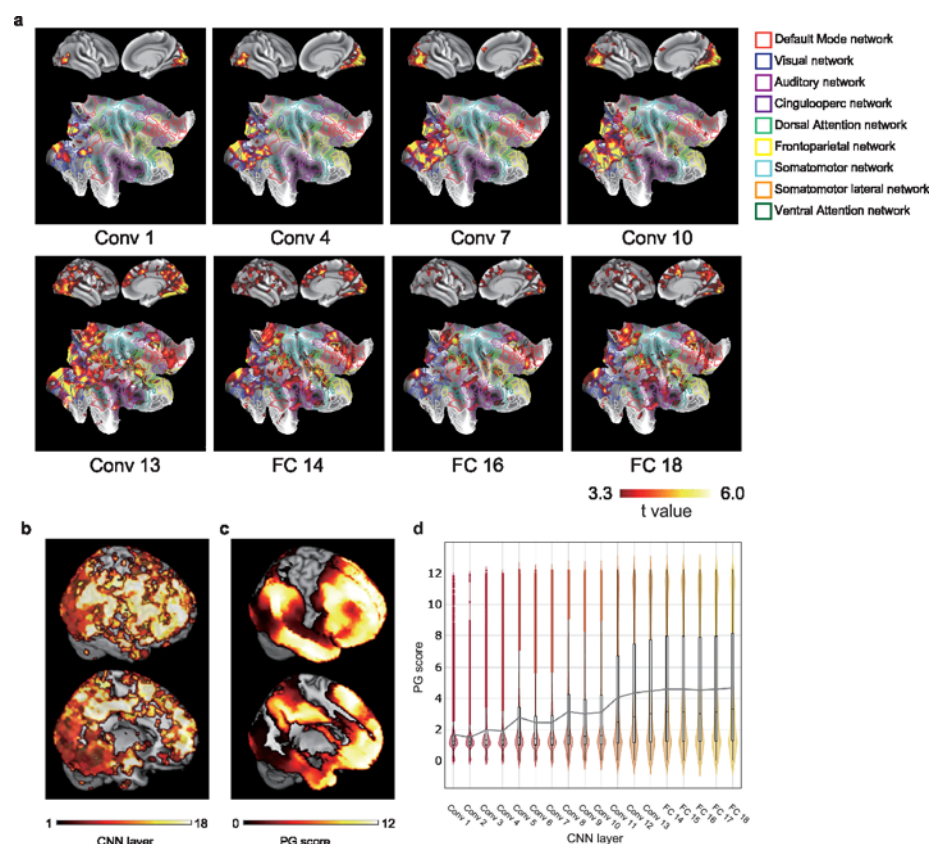 a
Default Mode network
Visual network
Auditory network
Cingulooperc network
Dorsal Attention network
Frontoparietal network
Somatomotor network
Somatomotor lateral network
Ventral Attention network
Conv 1
Conv 4
Conv 7
Conv 10
Conv 13
FC 14
FC 16
FC 18
3.3
6.0
t value
b
c
d
1
18
CNN layer
0
12
PG score
PG score
12
10
8
6
4
2
0
Conv 1
Conv 2
Conv 3
Conv 4
Conv 5
Conv 6
Conv 7
Conv 8
Conv 9
Conv 10
Conv 11
Conv 12
Conv 13
FC 14
FC 15
FC 16
FC 17
FC 18
CNN layer